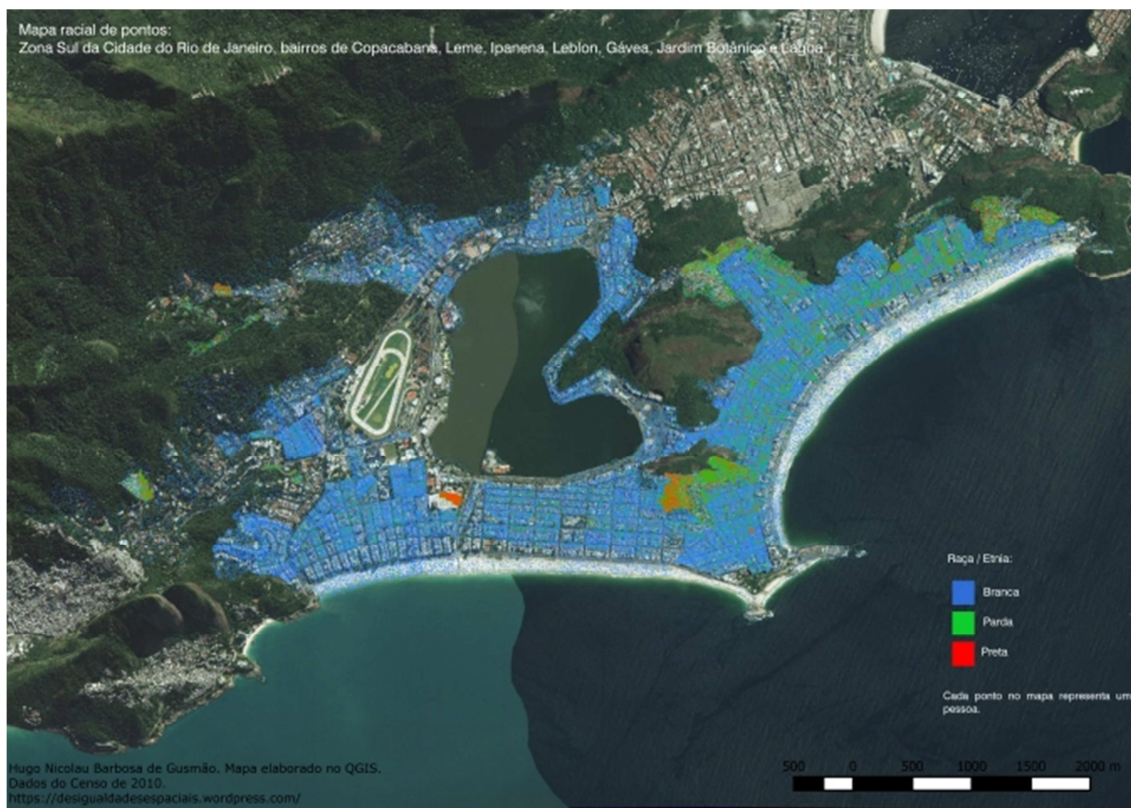 Mapa racial de pontos:
Zona Sul da Cidade do Rio de Janeiro, bairros de Copacabana, Leme, Ipanena, Leblon, Gávea, Jardim Botânico e Lagoa
Raça / Etnia:
Branca
Parda
Preta
Cada ponto no mapa representa um
pessoa.
Hugo Nicolau Barbosa de Gusmão. Mapa elaborado no QGIS.
Dados do Censo de 2010.
https://desigualdadesespaciais.wordpress.com/
500 0 500 1000 1500 2000 m